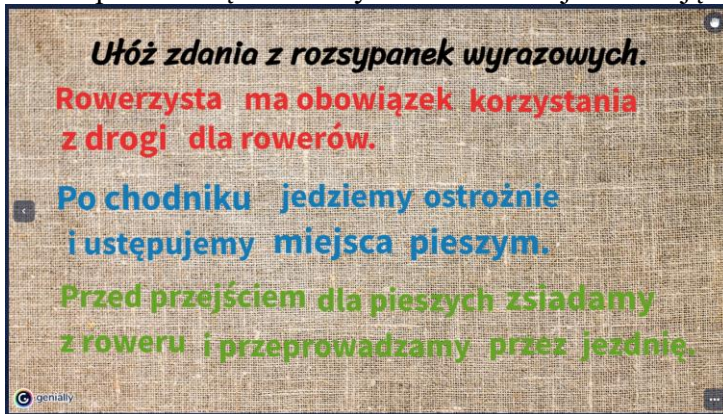 Ułóż zdania z rozsypanek wyrazowych.
Rowerzysta ma obowiązek korzystania
z drogi dla rowerów.
Po chodniku jedziemy ostrożnie
i ustępujemy miejsca pieszym.
Przed przejściem dla pieszych zsiadamy
z roweru i przeprowadzamy przez jezdnię.
genially